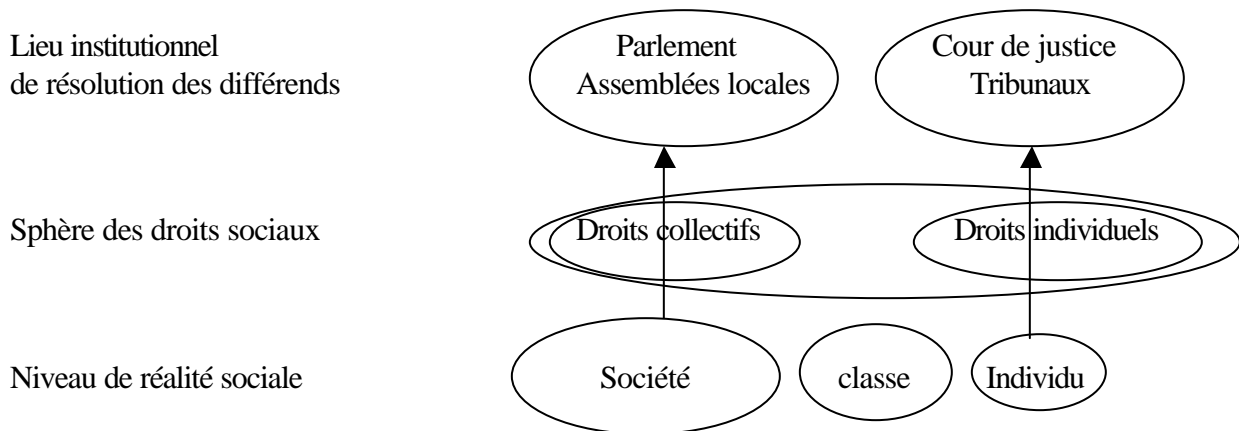 Lieu institutionnel
de résolution des différends
Parlement
Assemblées locales
Cour de justice
Tribunaux
Sphère des droits sociaux
Droits collectifs
Droits individuels
Niveau de réalité sociale
Société
classe
Individu